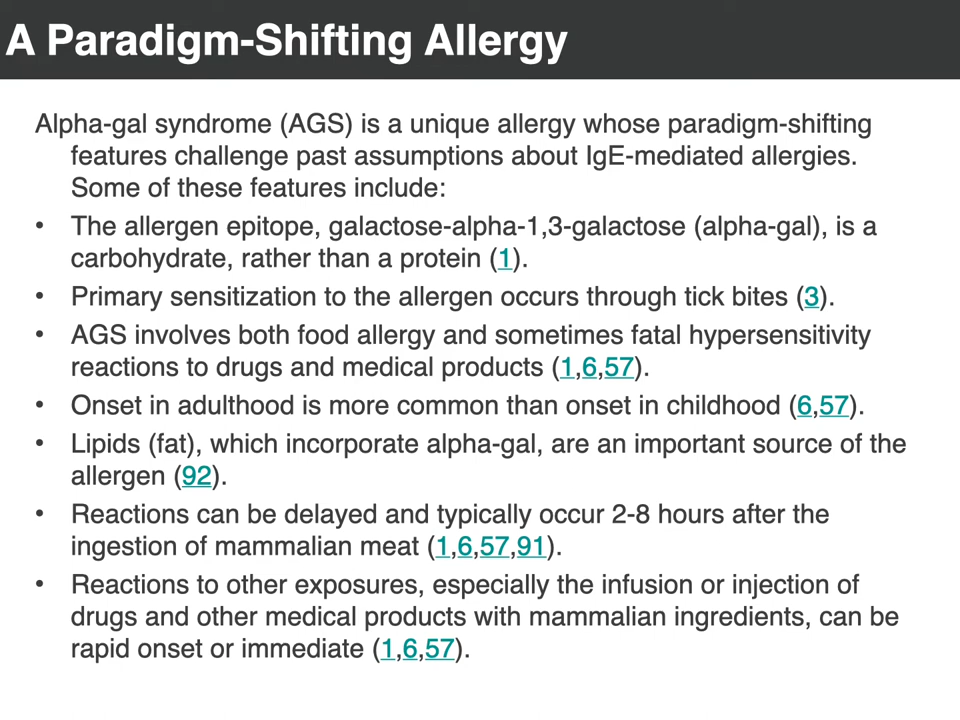 A Paradigm-Shifting Allergy
Alpha-gal syndrome (AGS) is a unique allergy whose paradigm-shifting
features challenge past assumptions about IgE-mediated allergies.
Some of these features include:
• The allergen epitope, galactose-alpha-1,3-galactose (alpha-gal), is a
carbohydrate, rather than a protein (1).
• Primary sensitization to the allergen occurs through tick bites (3).
• AGS involves both food allergy and sometimes fatal hypersensitivity
reactions to drugs and medical products (1,6,57).
• Onset in adulthood is more common than onset in childhood (6,57).
• Lipids (fat), which incorporate alpha-gal, are an important source of the
allergen (92).
• Reactions can be delayed and typically occur 2-8 hours after the
ingestion of mammalian meat (1,6,57,91).
• Reactions to other exposures, especially the infusion or injection of
drugs and other medical products with mammalian ingredients, can be
rapid onset or immediate (1,6,57).